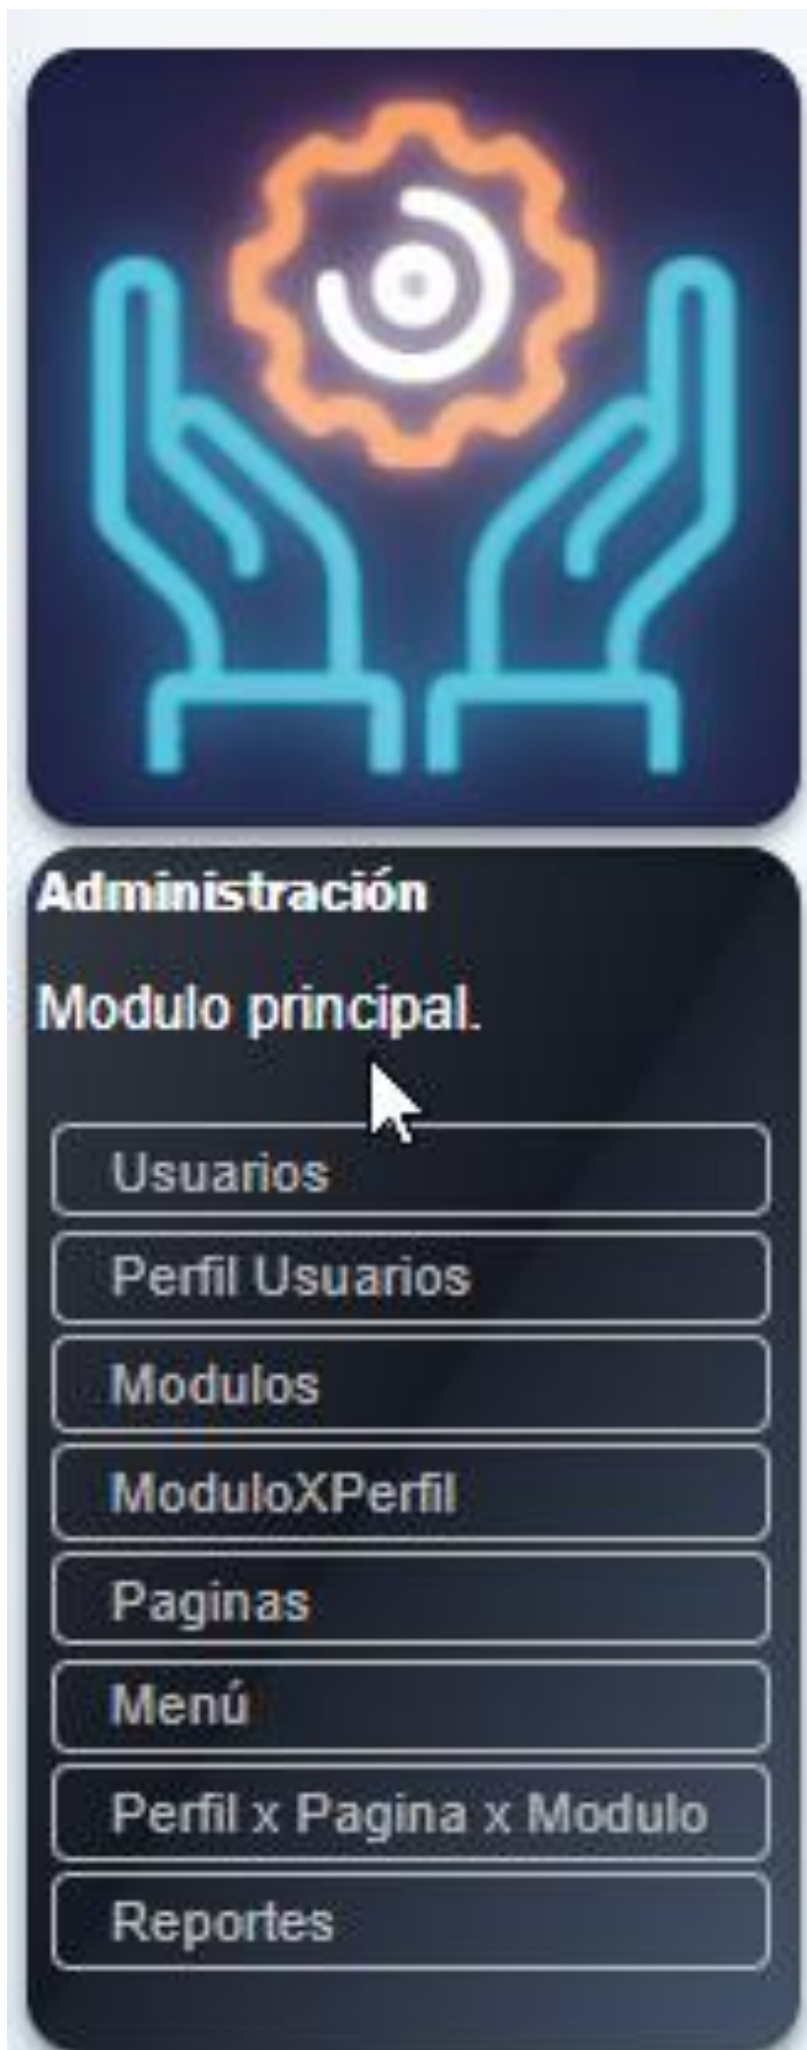 Administración
Modulo principal.
Usuarios
Perfil Usuarios
Modulos
ModuloXPerfil
Paginas
Menú
Perfil x Pagina x Modulo
Reportes